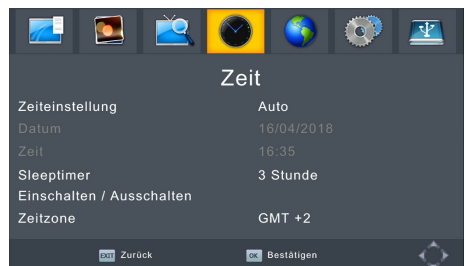 Zeit
Zeiteinstellung Auto
Datum 16/04/2018
Zeit 16:35
Sleeptimer 3 Stunde
Einschalten / Ausschalten
Zeitzone GMT +2
EXIT Zurück OK Bestätigen